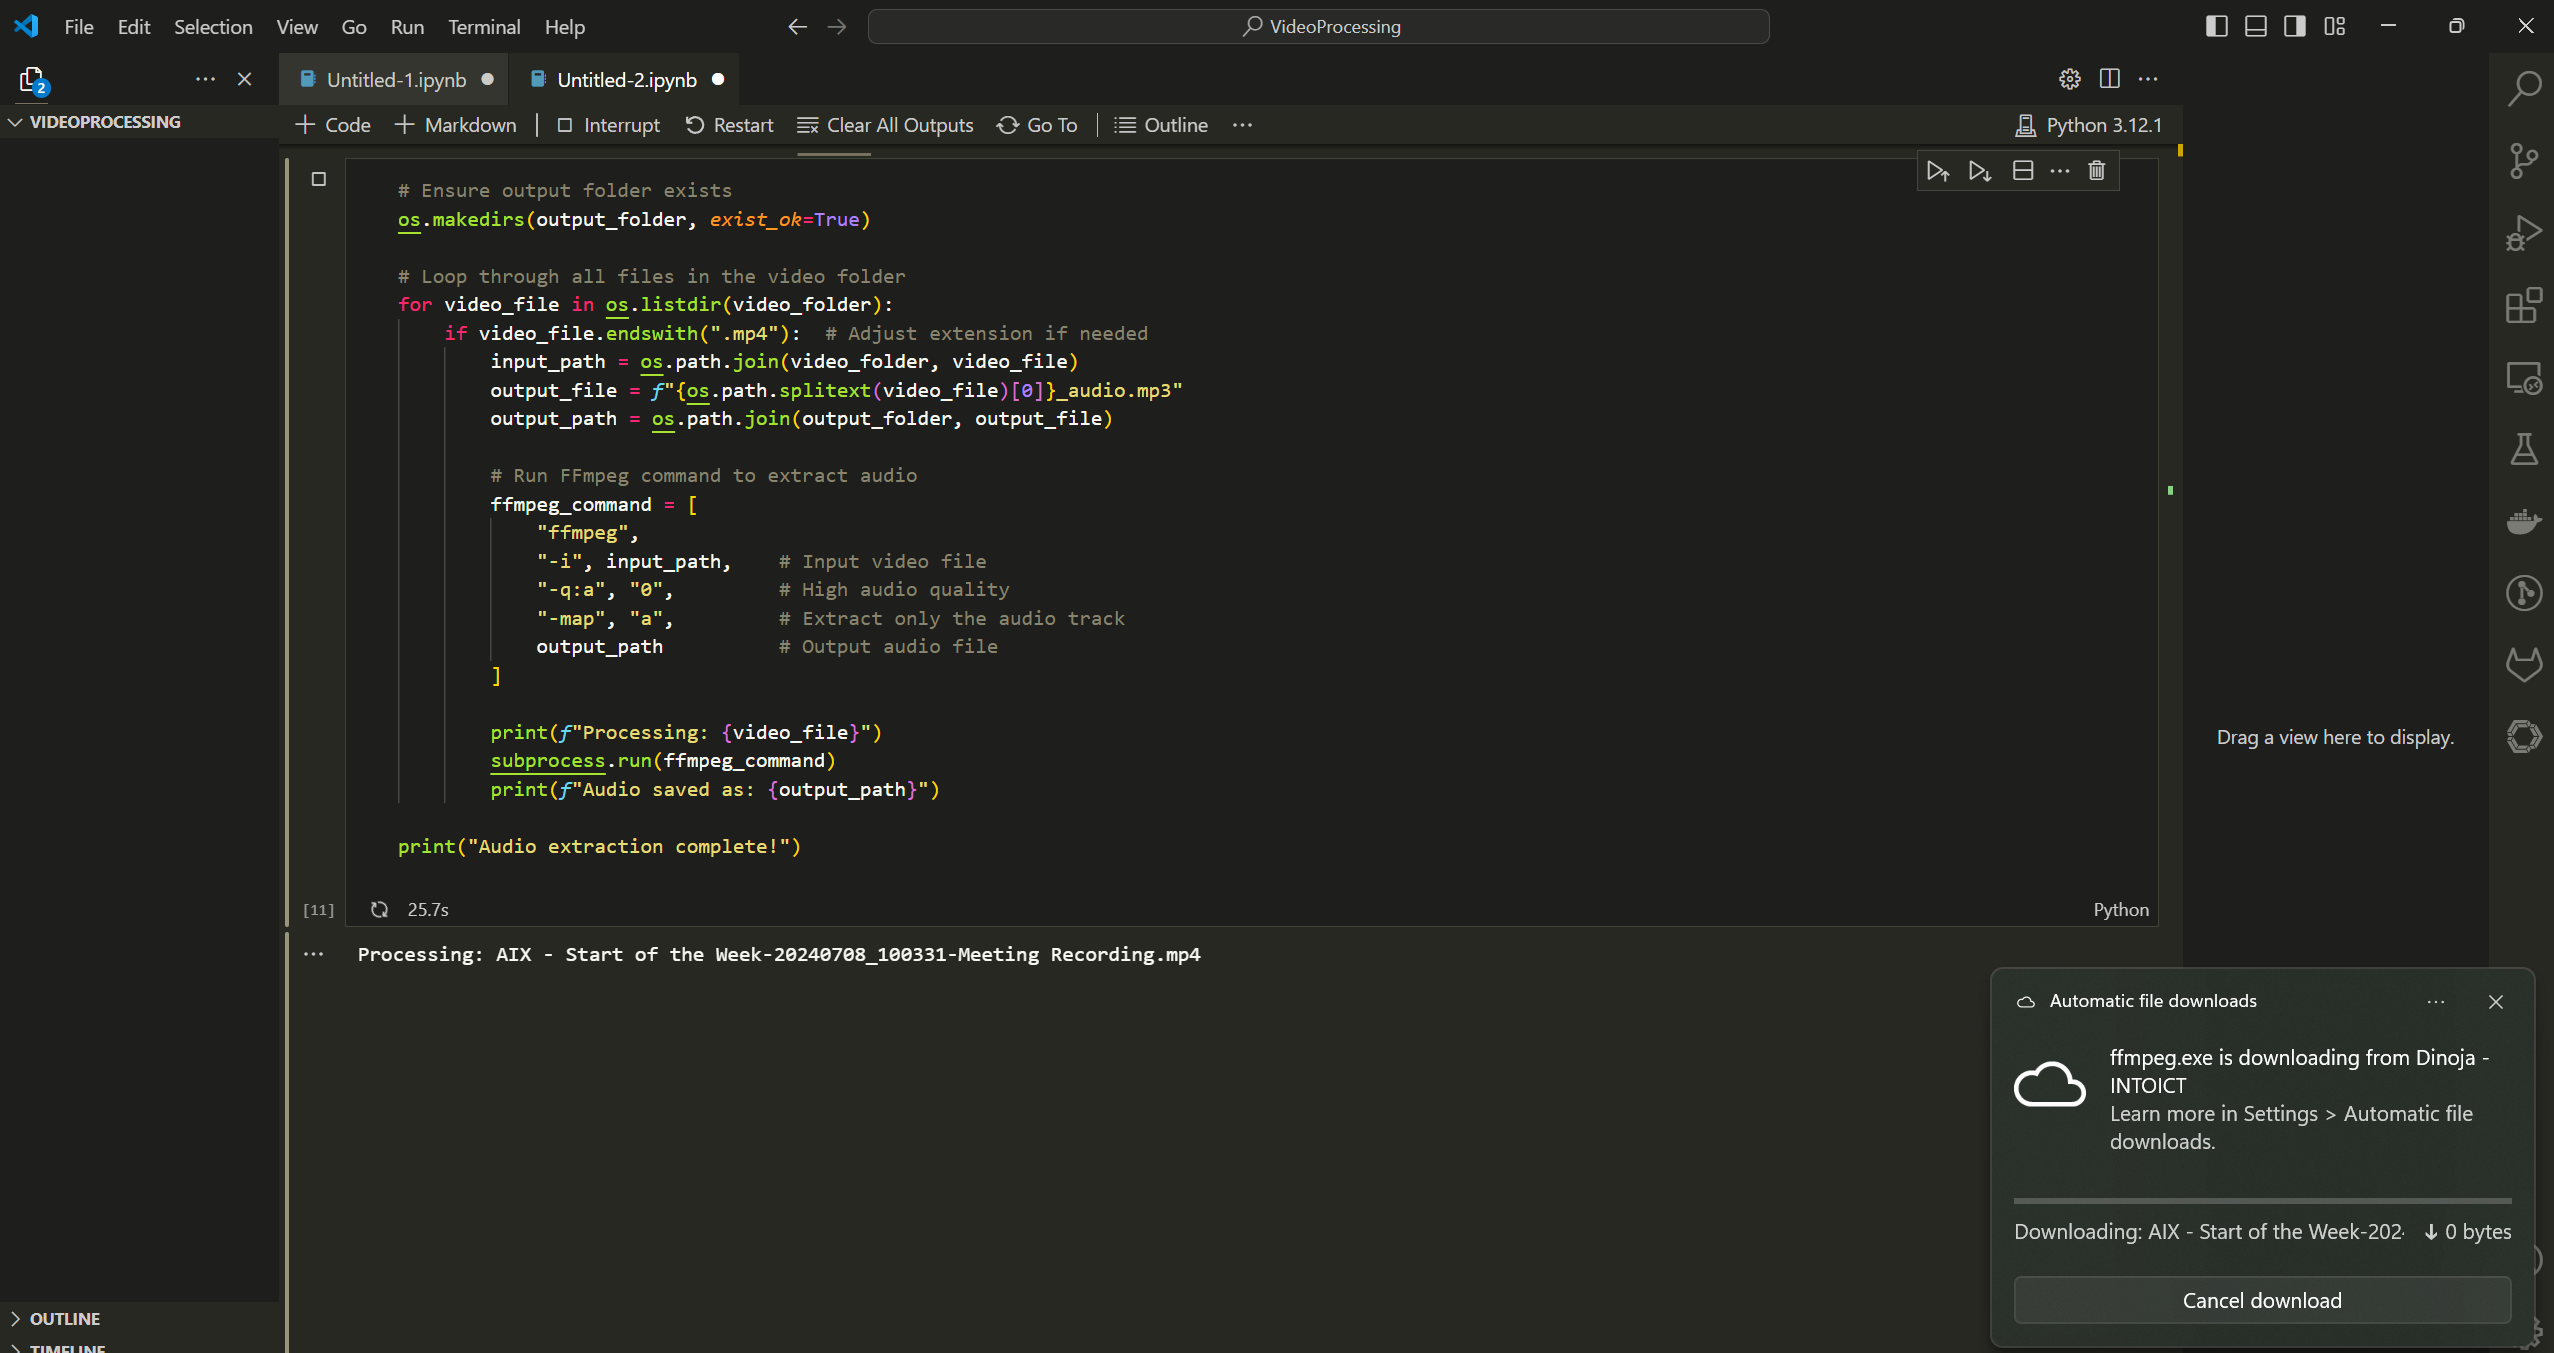 File Edit Selection View Go Run Terminal Help
VideoProcessing
2
Untitled-1.ipynb
Untitled-2.ipynb
VIDEOPROCESSING
Code
Markdown
Interrupt
Restart
Clear All Outputs
Go To
Outline
Python 3.12.1
# Ensure output folder exists
os.makedirs(output_folder, exist_ok=True)
# Loop through all files in the video folder
for video_file in os.listdir(video_folder):
    if video_file.endswith(".mp4"):  # Adjust extension if needed
        input_path = os.path.join(video_folder, video_file)
        output_file = f"{os.path.splitext(video_file)[0]}_audio.mp3"
        output_path = os.path.join(output_folder, output_file)
        # Run FFmpeg command to extract audio
        ffmpeg_command = [
            "ffmpeg",
            "-i", input_path,    # Input video file
            "-q:a", "0",         # High audio quality
            "-map", "a",         # Extract only the audio track
            output_path          # Output audio file
        ]
        print(f"Processing: {video_file}")
        subprocess.run(ffmpeg_command)
        print(f"Audio saved as: {output_path}")
print("Audio extraction complete!")
[11]
25.7s
Python
Processing: AIX - Start of the Week-20240708_100331-Meeting Recording.mp4
Drag a view here to display.
Automatic file downloads
ffmpeg.exe is downloading from Dinoja -
INTOICT
Learn more in Settings > Automatic file
downloads.
Downloading: AIX - Start of the Week-202
0 bytes
Cancel download
OUTLINE
TIMELINE